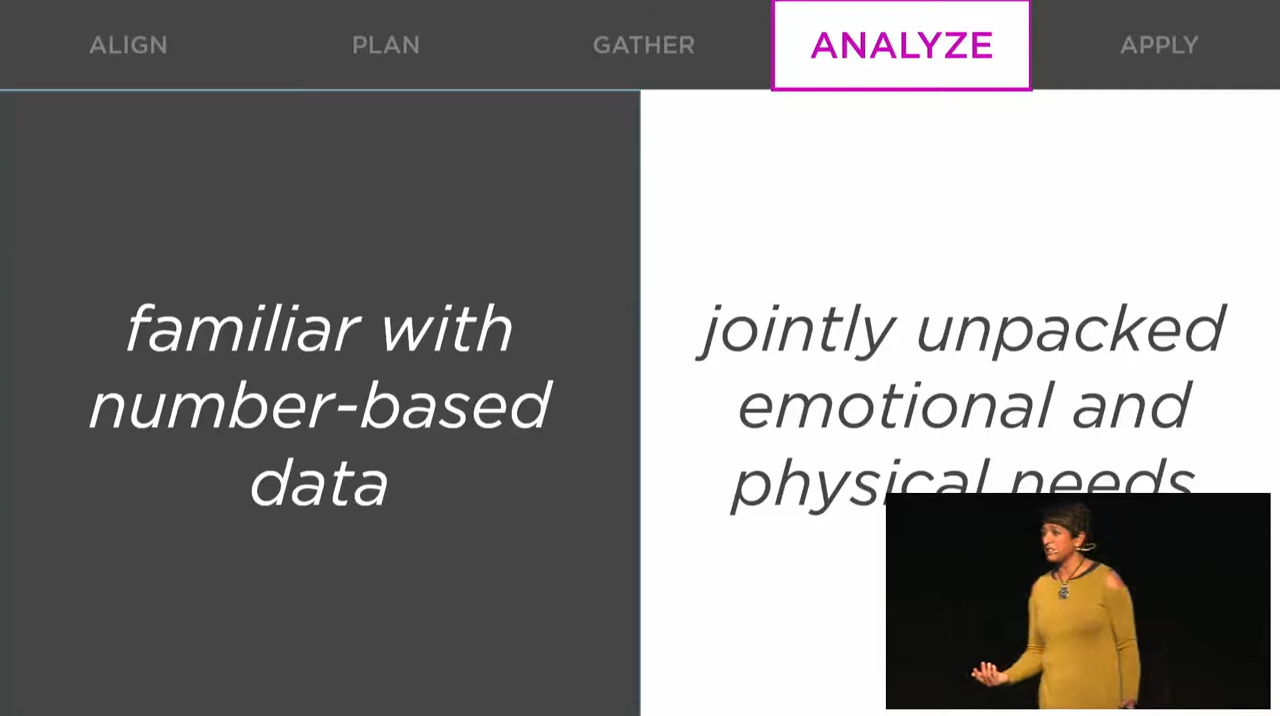 ALIGN PLAN GATHER ANALYZE APPLY
familiar with
number-based
data
jointly unpacked
emotional and
physical needs